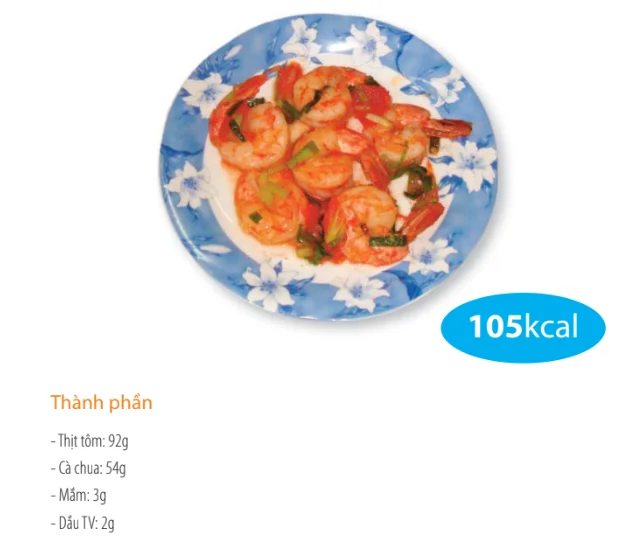 105kcal
Thành phần
- Thịt tôm: 92g
- Cà chua: 54g
- Mắm: 3g
- Dầu TV: 2g